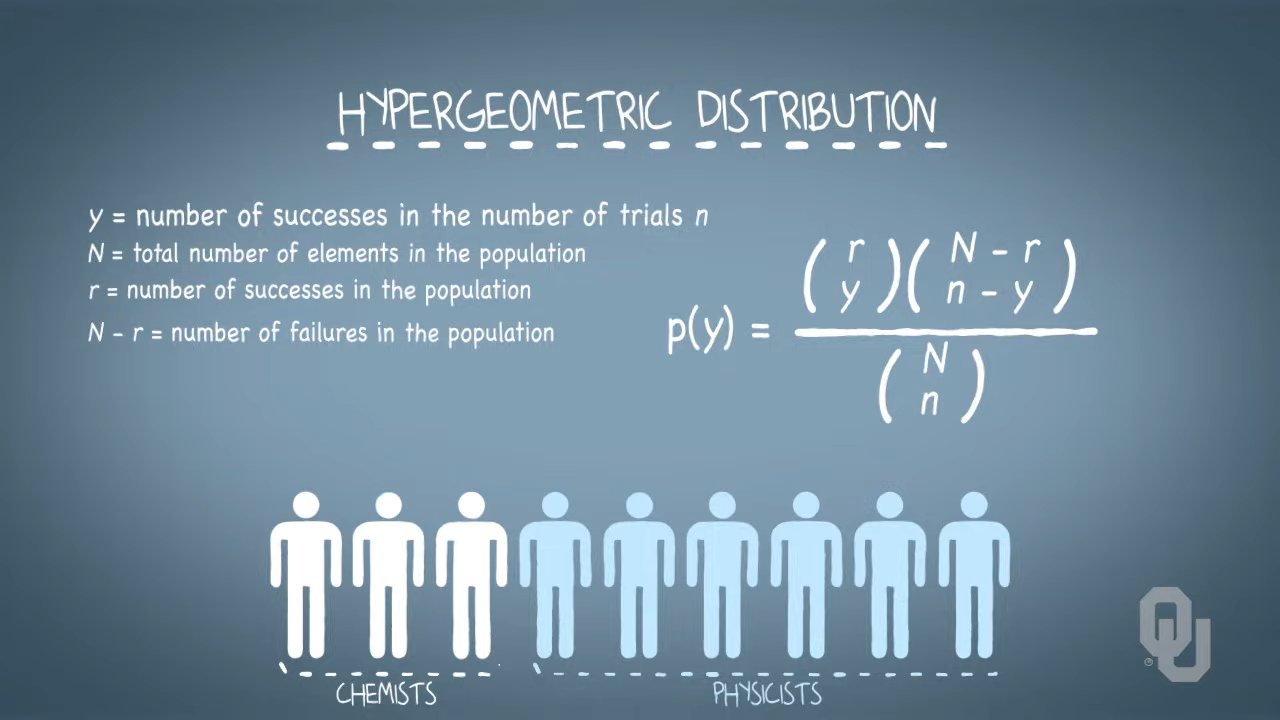 HYPERGEOMETRIC DISTRIBUTION
y = number of successes in the number of trials n
N = total number of elements in the population
r = number of successes in the population
N - r = number of failures in the population
p(y) = ( r y )( N - r n - y ) / ( N n )
CHEMISTS PHYSICISTS
OU ®